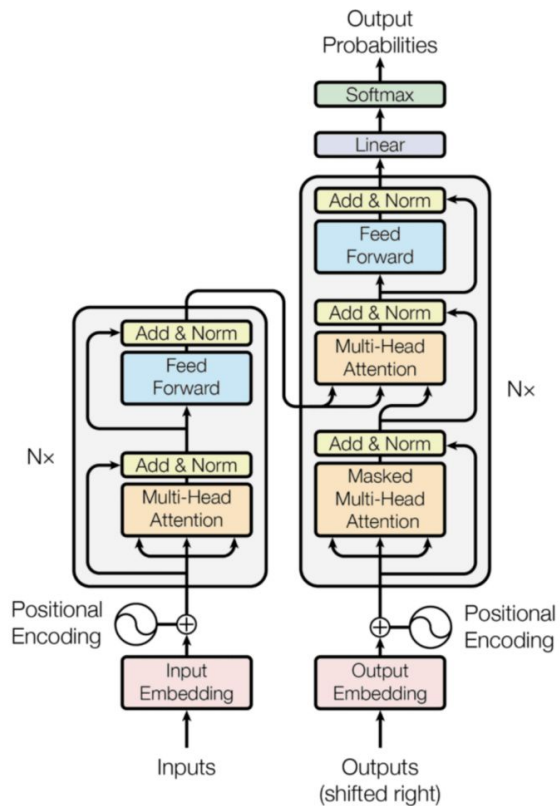 Output
Probabilities
Softmax
Linear
Add & Norm
Feed
Forward
Add & Norm
Multi-Head
Attention
Add & Norm
Masked
Multi-Head
Attention
N×
Add & Norm
Feed
Forward
Add & Norm
Multi-Head
Attention
N×
Positional
Encoding
Positional
Encoding
Input
Embedding
Output
Embedding
Inputs
Outputs
(shifted right)